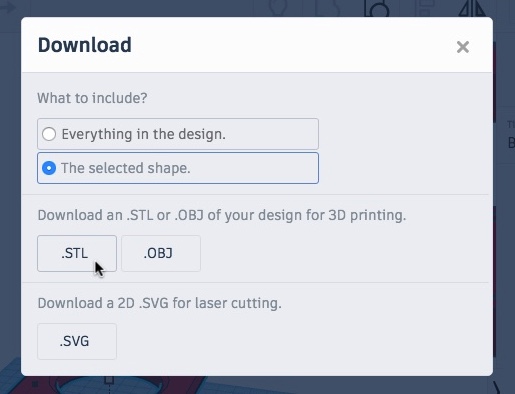 Download
What to include?
Everything in the design.
The selected shape.
Download an .STL or .OBJ of your design for 3D printing.
.STL .OBJ
Download a 2D .SVG for laser cutting.
.SVG